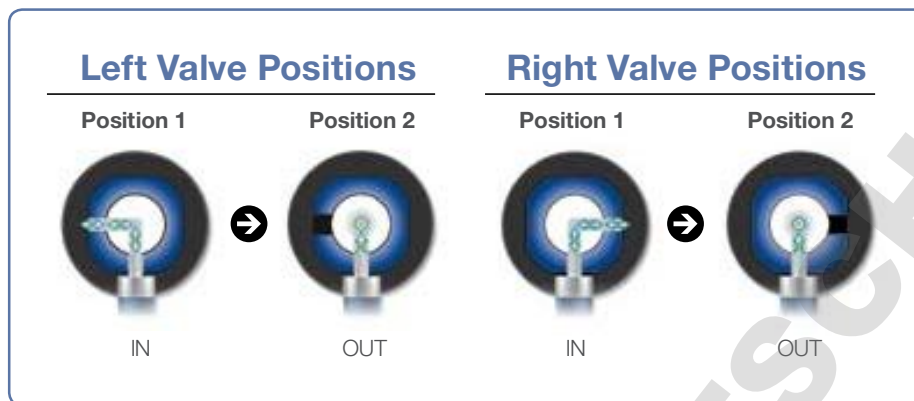 Left Valve Positions Right Valve Positions
Position 1 Position 2 Position 1 Position 2
IN OUT IN OUT